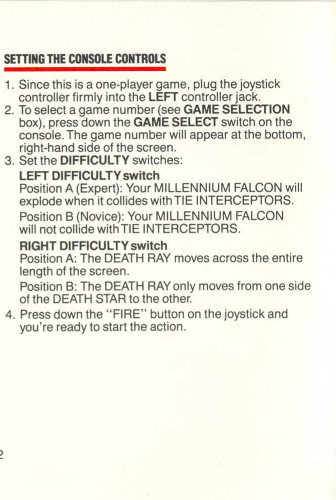 SETTING THE CONSOLE CONTROLS
1. Since this is a one-player game, plug the joystick
controller firmly into the LEFT controller jack.
2. To select a game number (see GAME SELECTION
box), press down the GAME SELECT switch on the
console. The game number will appear at the bottom,
right-hand side of the screen.
3. Set the DIFFICULTY switches:
LEFT DIFFICULTY switch
Position A (Expert): Your MILLENNIUM FALCON will
explode when it collides with TIE INTERCEPTORS.
Position B (Novice): Your MILLENNIUM FALCON
will not collide with TIE INTERCEPTORS.
RIGHT DIFFICULTY switch
Position A: The DEATH RAY moves across the entire
length of the screen.
Position B: The DEATH RAY only moves from one side
of the DEATH STAR to the other.
4. Press down the "FIRE" button on the joystick and
you're ready to start the action.
2